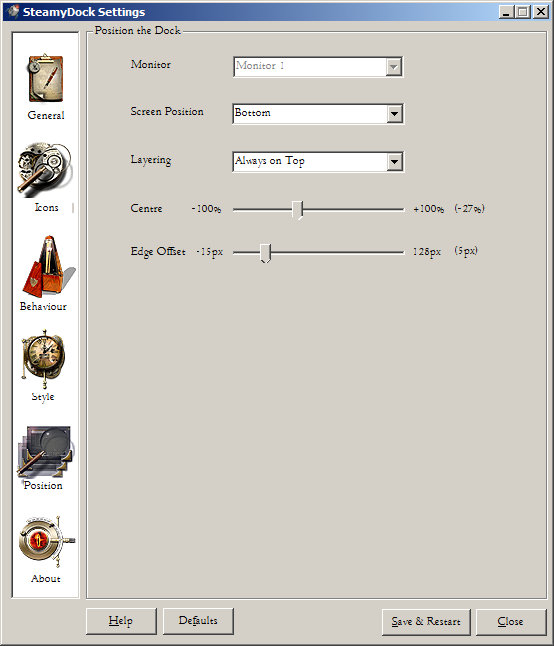 SteamyDock Settings
Position the Dock
General
Icons
Behaviour
Style
Position
About
Monitor Monitor 1
Screen Position Bottom
Layering Always on Top
Centre -100% +100% (-27%)
Edge Offset -15px 128px (5px)
Help Defaults Save & Restart Close